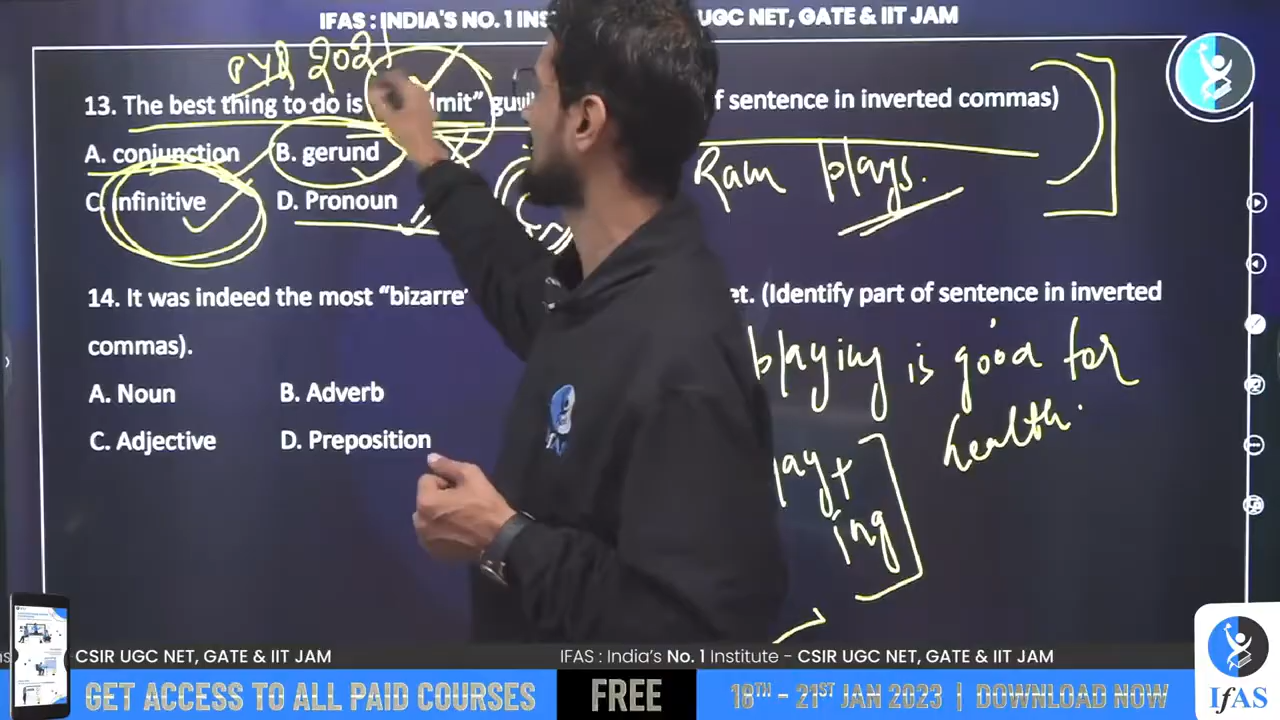 IFAS : INDIA'S NO. 1 INS UGC NET, GATE & IIT JAM
PYQ 2021
13. The best thing to do is dmit" gu f sentence in inverted commas)
A. conjunction B. gerund
C. Infinitive D. Pronoun
Ram plays.
14. It was indeed the most "bizarre" et. (Identify part of sentence in inverted
commas).
A. Noun B. Adverb
C. Adjective D. Preposition
playing is good for
health.
lay +
ing
CSIR UGC NET, GATE & IIT JAM IFAS : India's No. 1 Institute - CSIR UGC NET, GATE & IIT JAM
GET ACCESS TO ALL PAID COURSES FREE 18TH - 21ST JAN 2023 | DOWNLOAD NOW
IfAS